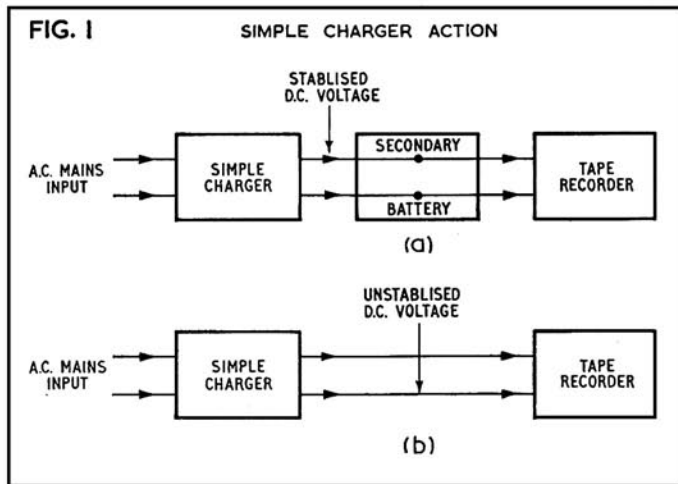 FIG. 1
SIMPLE CHARGER ACTION
STABLISED
D.C. VOLTAGE
A.C. MAINS
INPUT
SIMPLE
CHARGER
SECONDARY
BATTERY
TAPE
RECORDER
(a)
UNSTABLISED
D.C. VOLTAGE
A.C. MAINS
INPUT
SIMPLE
CHARGER
TAPE
RECORDER
(b)